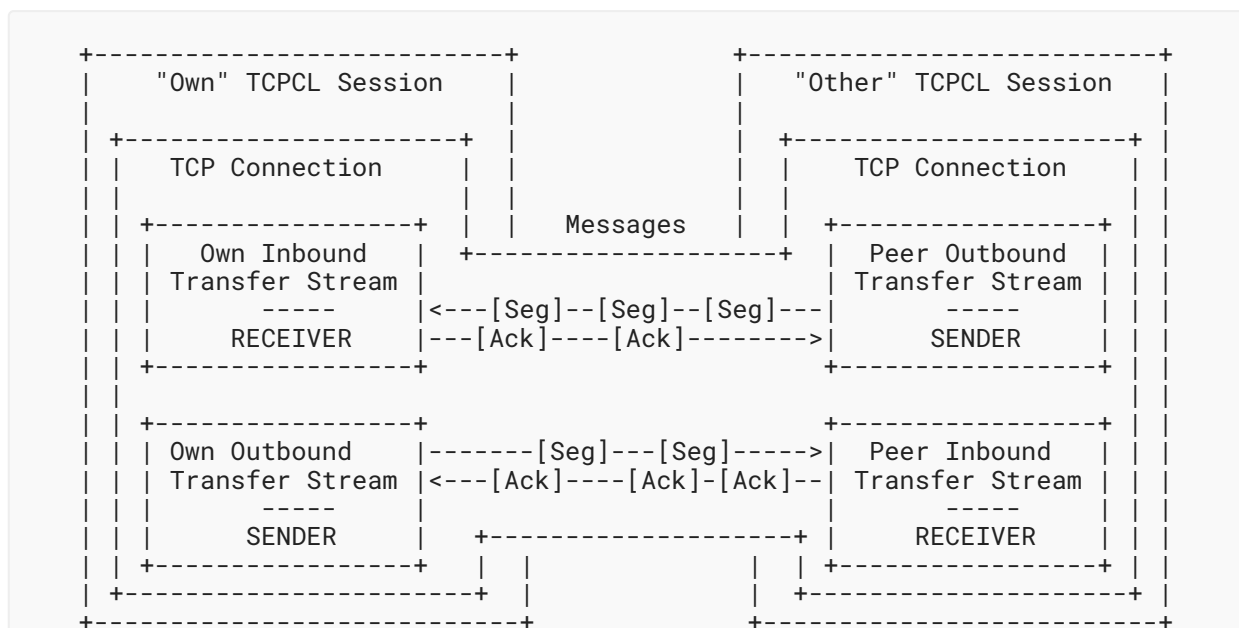 +---------------------------+              +----------------------------+
|    "Own" TCPCL Session    |              |   "Other" TCPCL Session    |
|                           |              |                            |
| +----------------------+  |              |  +----------------------+ |
| |   TCP Connection     |  |              |  |    TCP Connection    | |
| |                      |  |              |  |                      | |
| | +-----------------+  |  |   Messages   |  |  +-----------------+ | |
| | |   Own Inbound   |  +--------------------+  |  Peer Outbound  | | |
| | | Transfer Stream |                          | Transfer Stream | | |
| | |      -----      |<---[Seg]--[Seg]--[Seg]---|      -----      | | |
| | |    RECEIVER     |---[Ack]----[Ack]-------->|      SENDER     | | |
| | +-----------------+                          +-----------------+ | |
| |                                                                  | |
| | +-----------------+                          +-----------------+ | |
| | | Own Outbound    |-------[Seg]---[Seg]----->|  Peer Inbound   | | |
| | | Transfer Stream |<---[Ack]----[Ack]-[Ack]--| Transfer Stream | | |
| | |      -----      |                          |      -----      | | |
| | |     SENDER      |   +--------------------+ |     RECEIVER    | | |
| | +-----------------+   |  |              |  | +-----------------+ | |
| +-----------------------+  |              |  +---------------------+ |
+----------------------------+              +--------------------------+